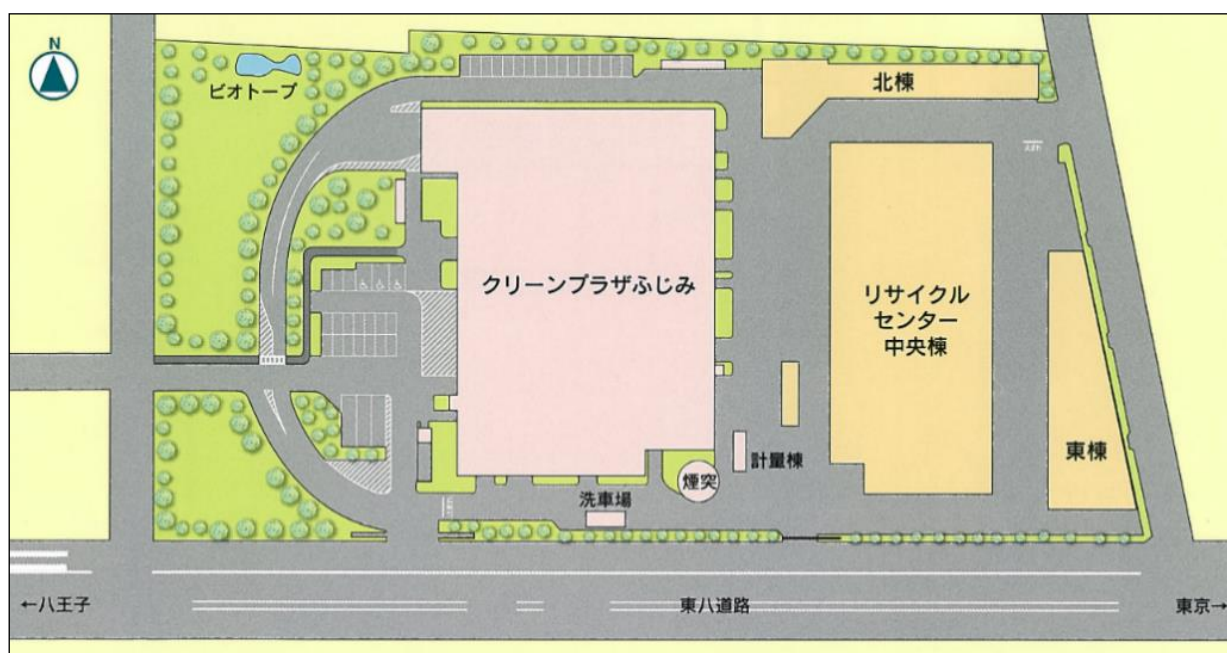 N
ビオトープ
北棟
クリーンプラザふじみ
リサイクル
センター
中央棟
東棟
計量棟
煙突
洗車場
←八王子
東八道路
東京→